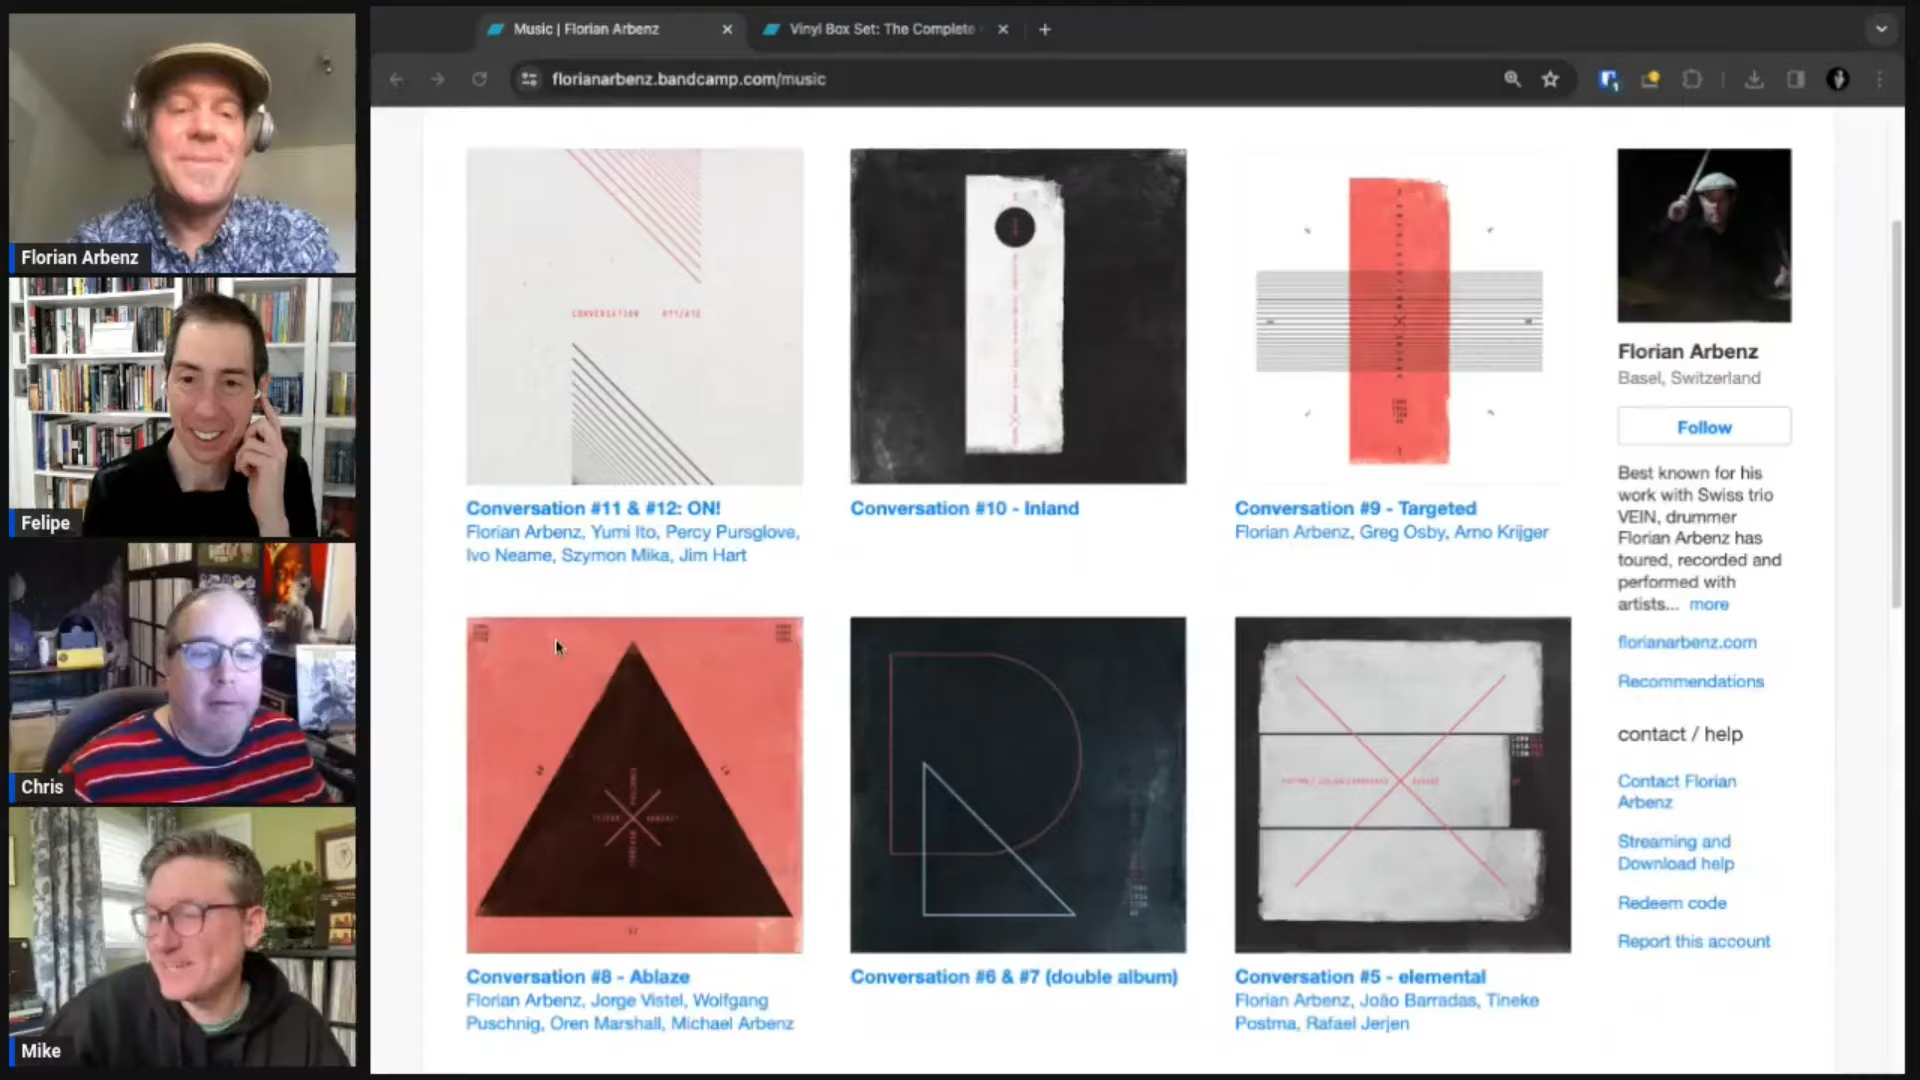 Music | Florian Arbenz
Vinyl Box Set: The Complete
florianarbenz.bandcamp.com/music
Florian Arbenz
Felipe
Chris
Mike
CONVERSATION #11/#12
Conversation #11 & #12: ON!
Florian Arbenz, Yumi Ito, Percy Pursglove,
Ivo Neame, Szymon Mika, Jim Hart
Conversation #10 - Inland
Conversation #9 - Targeted
Florian Arbenz, Greg Osby, Arno Krijger
Conversation #8 - Ablaze
Florian Arbenz, Jorge Vistel, Wolfgang
Puschnig, Oren Marshall, Michael Arbenz
Conversation #6 & #7 (double album)
Conversation #5 - elemental
Florian Arbenz, João Barradas, Tineke
Postma, Rafael Jerjen
Florian Arbenz
Basel, Switzerland
Follow
Best known for his
work with Swiss trio
VEIN, drummer
Florian Arbenz has
toured, recorded and
performed with
artists... more
florianarbenz.com
Recommendations
contact / help
Contact Florian
Arbenz
Streaming and
Download help
Redeem code
Report this account